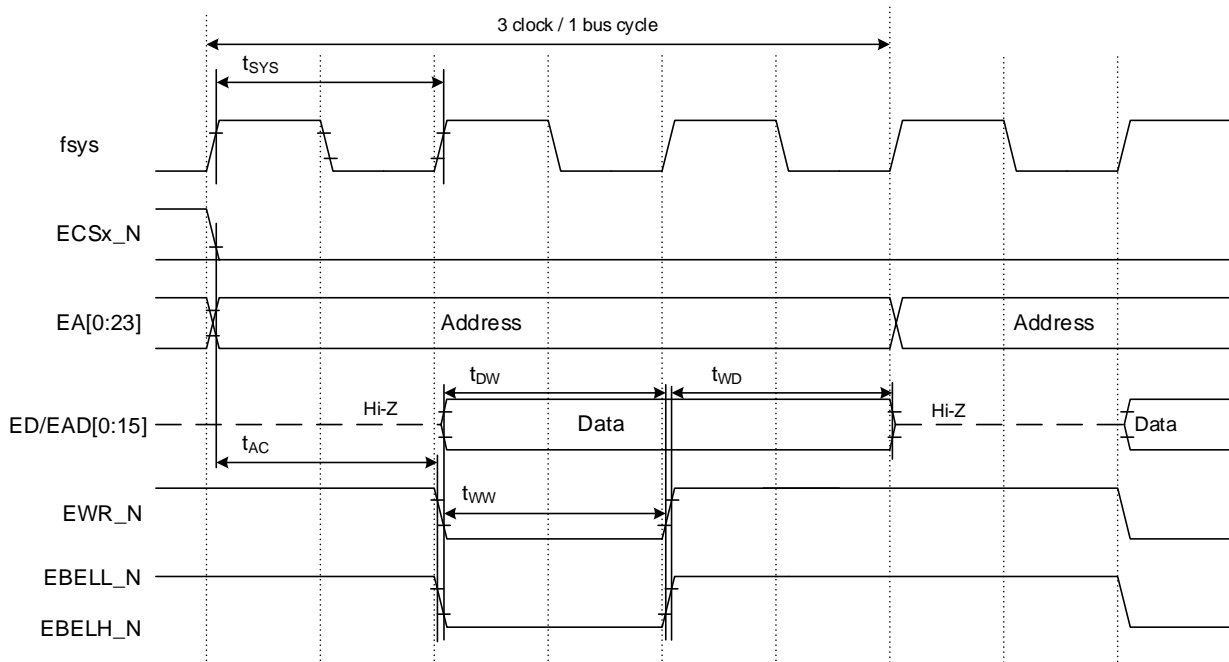 3 clock / 1 bus cycle
tSYS
fsys
ECSx_N
EA[0:23]
Address
Address
tDW
tWD
ED/EAD[0:15]
Hi-Z
Data
Hi-Z
Data
tAC
tWW
EWR_N
EBELL_N
EBELH_N